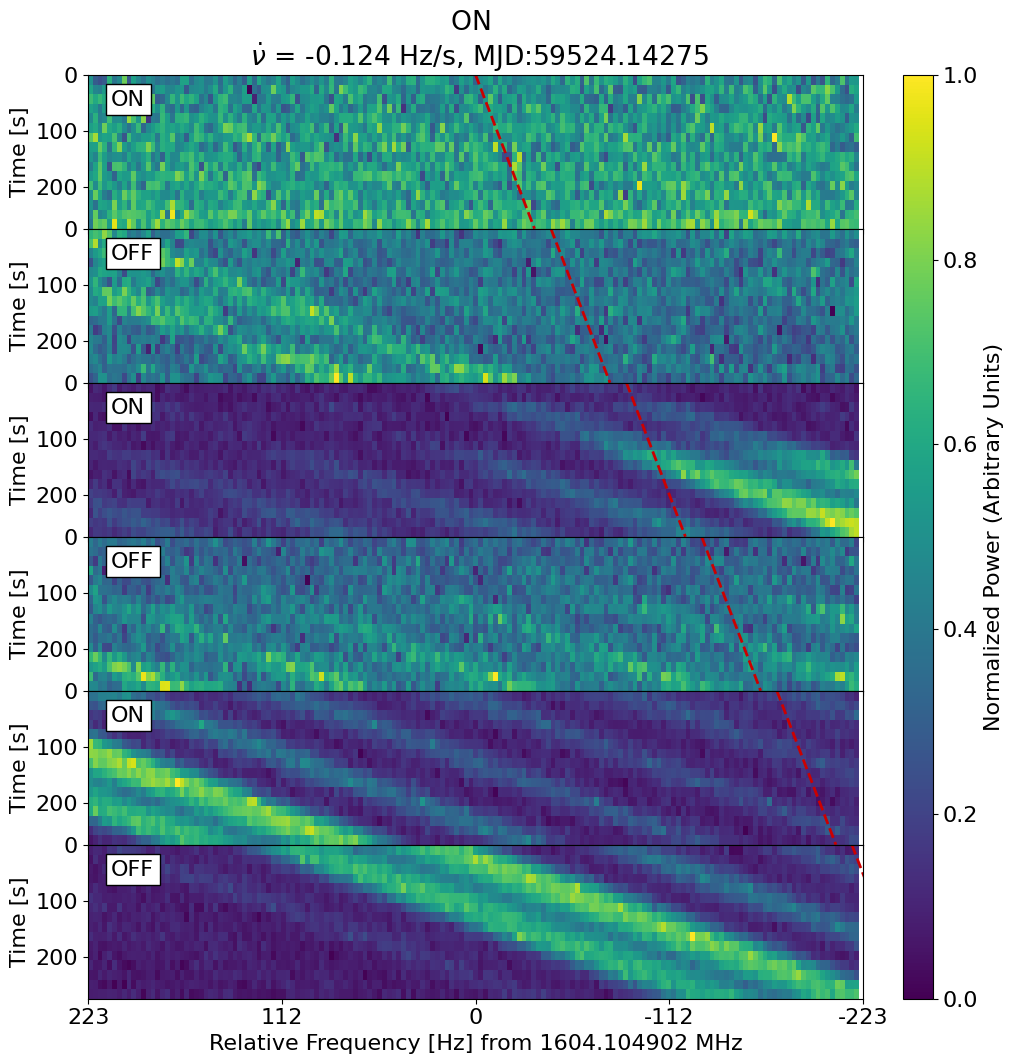 ON
ν̇ = -0.124 Hz/s, MJD:59524.14275
0
ON
100
200
Time [s]
0
OFF
100
200
Time [s]
0
ON
100
200
Time [s]
0
OFF
100
200
Time [s]
0
ON
100
200
Time [s]
0
OFF
100
200
Time [s]
223
112
0
-112
-223
Relative Frequency [Hz] from 1604.104902 MHz
1.0
0.8
0.6
0.4
0.2
0.0
Normalized Power (Arbitrary Units)